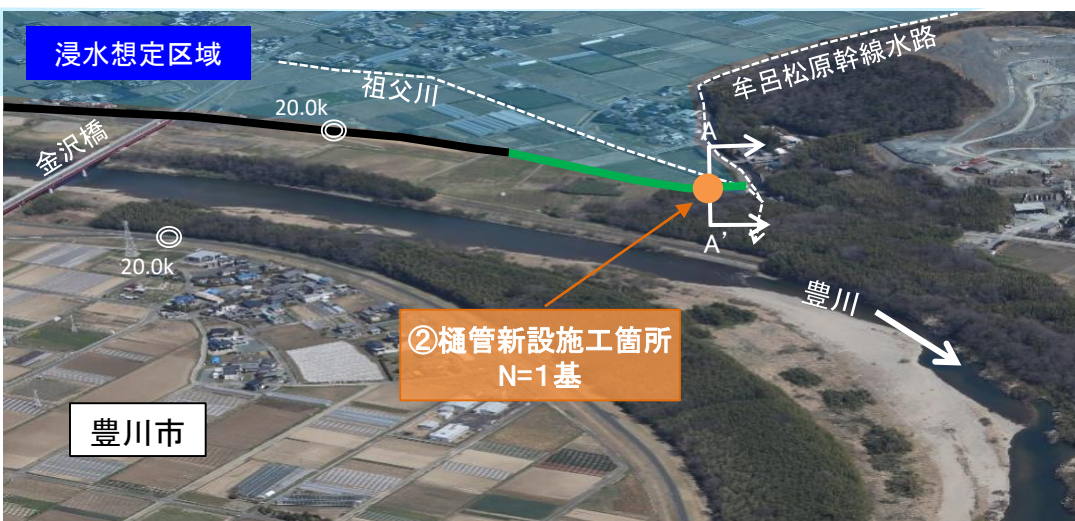 浸水想定区域
祖父川
牟呂松原幹線水路
20.0k
金沢橋
A
A’
20.0k
豊川
②樋管新設施工箇所
N=1基
豊川市